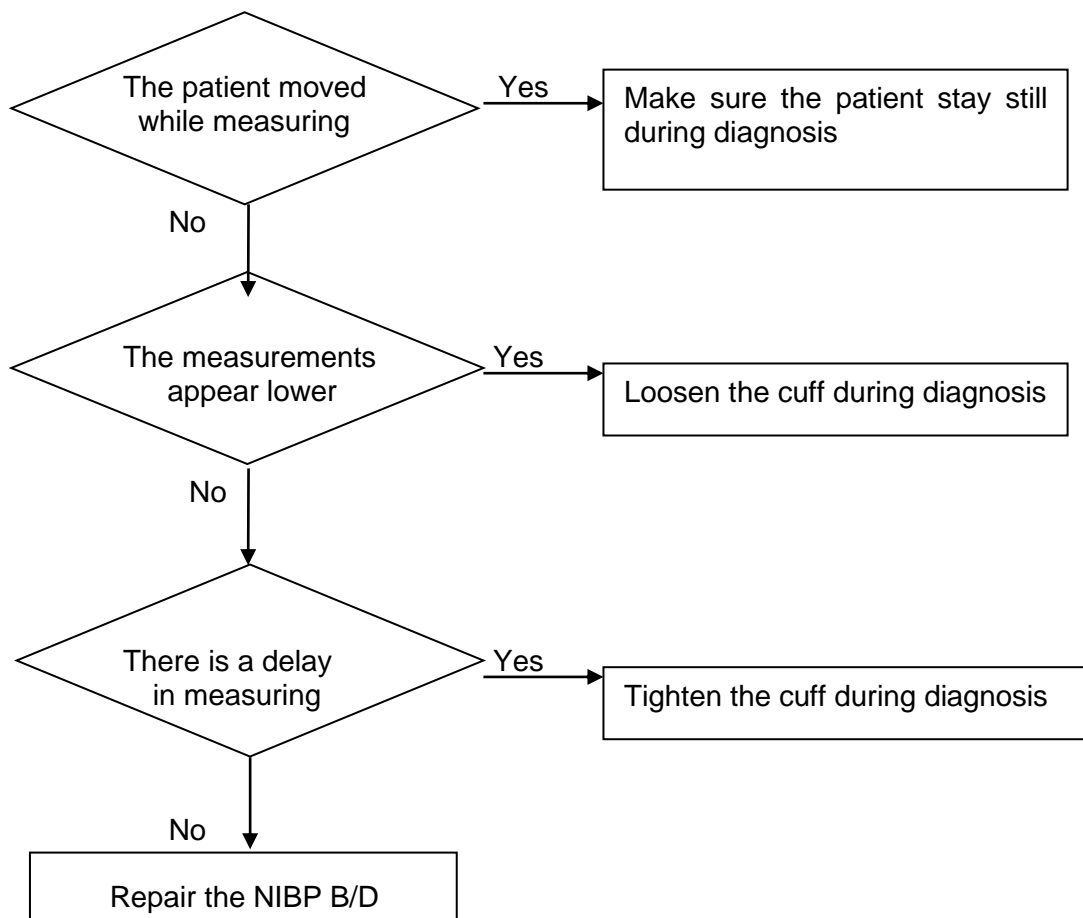 The patient moved
while measuring
Yes
Make sure the patient stay still
during diagnosis
No
The measurements
appear lower
Yes
Loosen the cuff during diagnosis
No
There is a delay
in measuring
Yes
Tighten the cuff during diagnosis
No
Repair the NIBP B/D